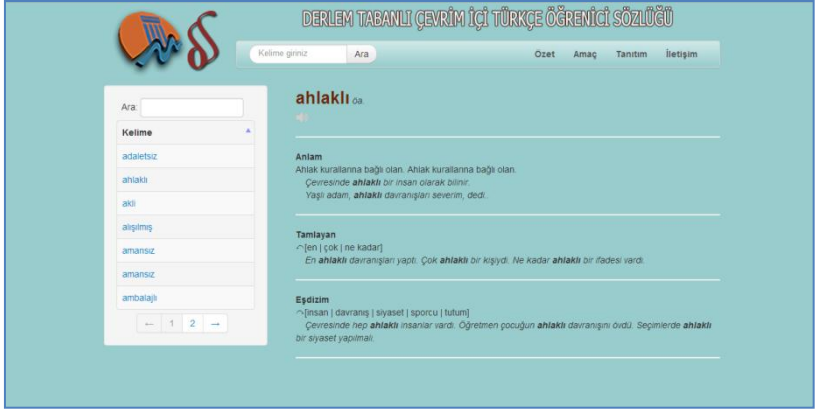 DERLEM TABANLI ÇEVRİM İÇİ TÜRKÇE ÖĞRENİCİ SÖZLÜĞÜ
Kelime giriniz Ara Özet Amaç Tanıtım İletişim
Ara:
Kelime
adaletsiz
ahlaklı
akli
alışılmış
amansız
amansız
ambalajlı
← 1 2 →
ahlaklı öa.
Anlam
Ahlak kurallarına bağlı olan. Ahlak kurallarına bağlı olan.
Çevresinde ahlaklı bir insan olarak bilinir.
Yaşlı adam, ahlaklı davranışları severim, dedi.
Tamlayan
[en | çok | ne kadar]
En ahlaklı davranışları yaptı. Çok ahlaklı bir kişiydi. Ne kadar ahlaklı bir ifadesi vardı.
Eşdizim
[insan | davranış | siyaset | sporcu | tutum]
Çevresinde hep ahlaklı insanlar vardı. Öğretmen çocuğun ahlaklı davranışını övdü. Seçimlerde ahlaklı
bir siyaset yapılmalı.